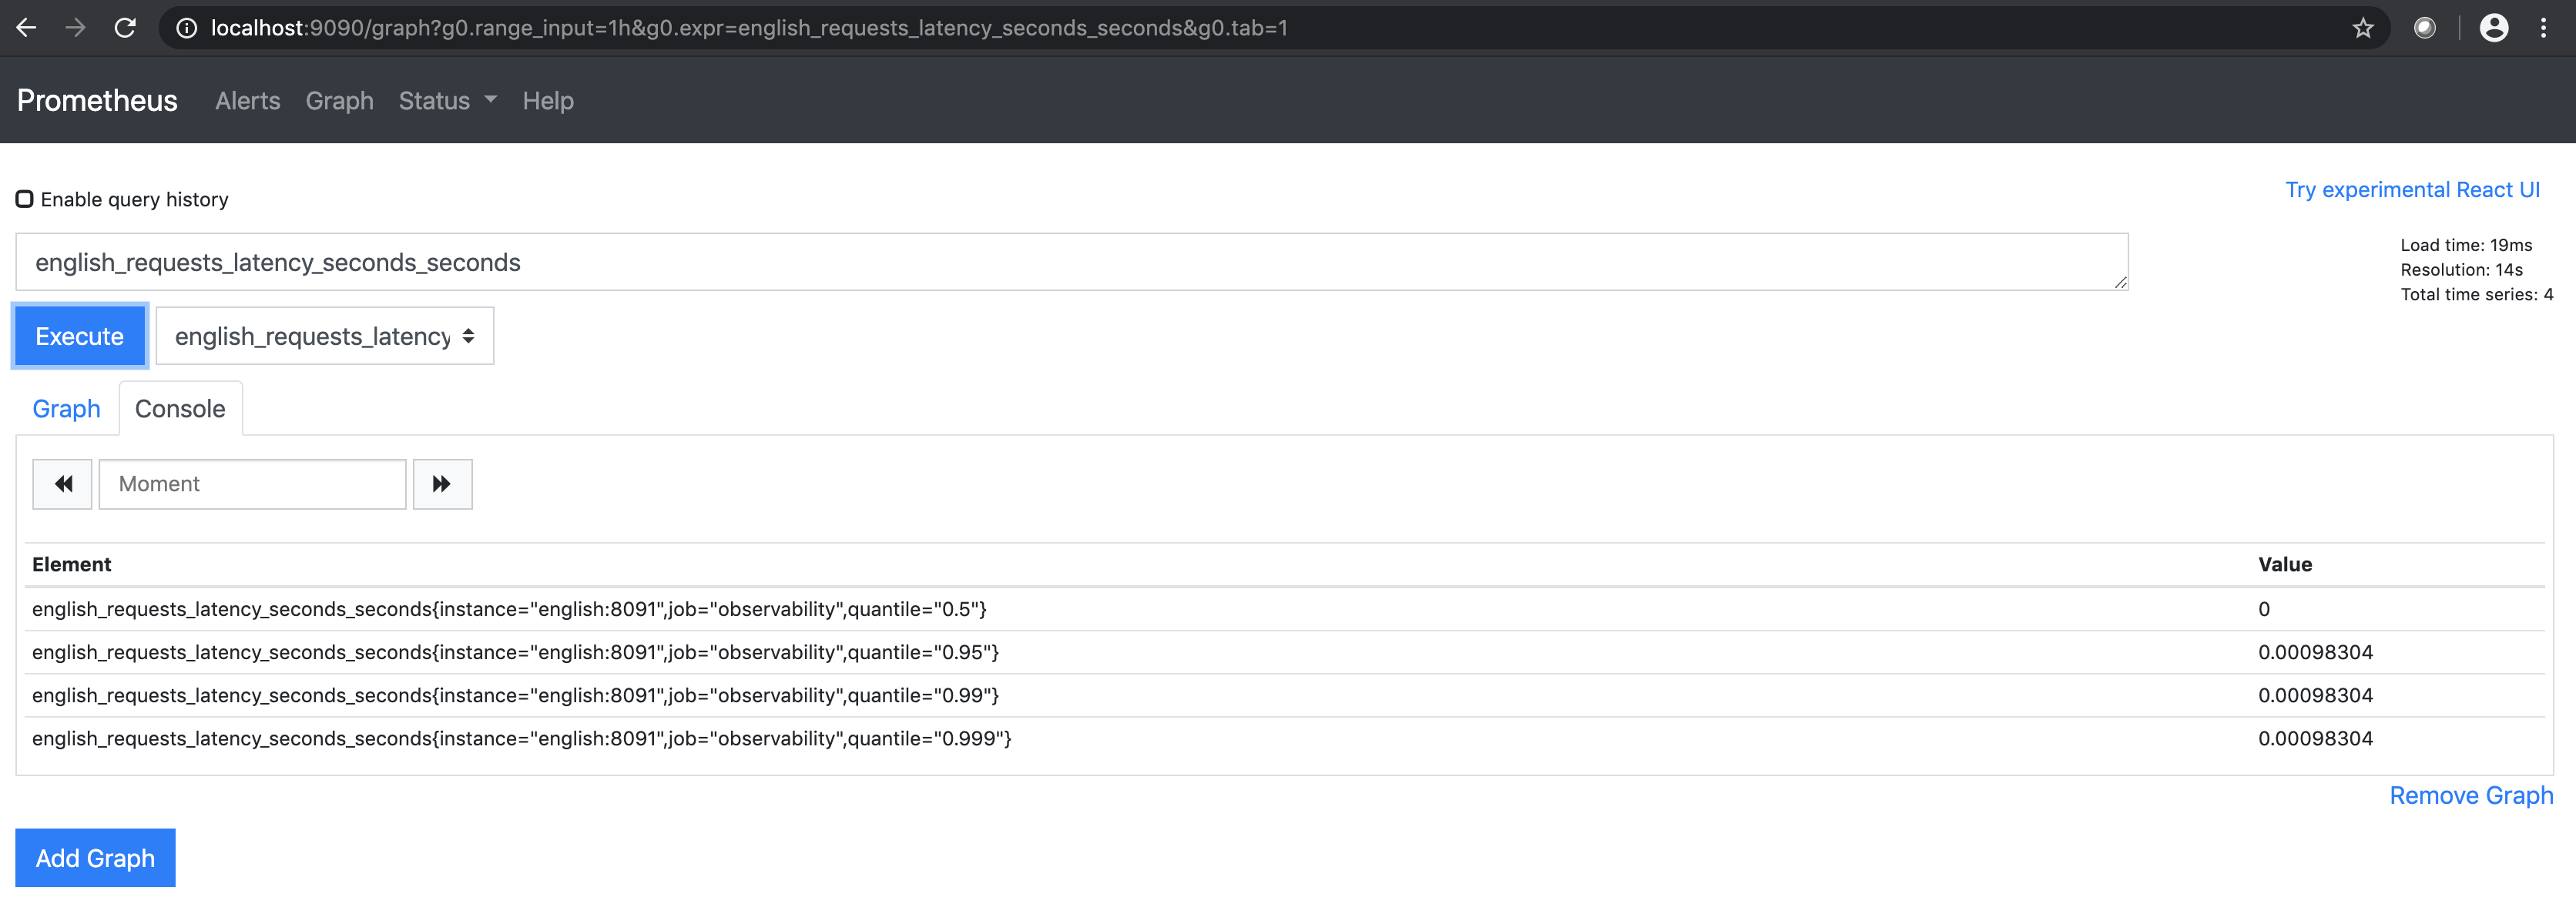 localhost:9090/graph?g0.range_input=1h&g0.expr=english_requests_latency_seconds_seconds&g0.tab=1
Prometheus Alerts Graph Status Help
Enable query history
Try experimental React UI
english_requests_latency_seconds_seconds
Load time: 19ms
Resolution: 14s
Total time series: 4
Execute english_requests_latency
Graph Console
Moment
Element Value
english_requests_latency_seconds_seconds{instance="english:8091",job="observability",quantile="0.5"} 0
english_requests_latency_seconds_seconds{instance="english:8091",job="observability",quantile="0.95"} 0.00098304
english_requests_latency_seconds_seconds{instance="english:8091",job="observability",quantile="0.99"} 0.00098304
english_requests_latency_seconds_seconds{instance="english:8091",job="observability",quantile="0.999"} 0.00098304
Remove Graph
Add Graph